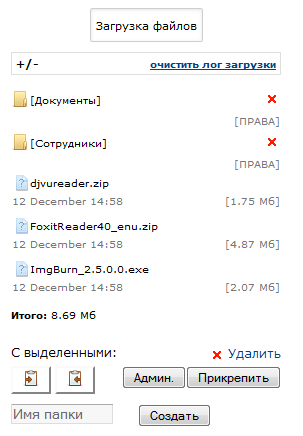 Загрузка файлов
+/-
очистить лог загрузки
[Документы]
[ПРАВА]
[Сотрудники]
[ПРАВА]
djvureader.zip
12 December 14:58 [1.75 Мб]
FoxitReader40_enu.zip
12 December 14:58 [4.87 Мб]
ImgBurn_2.5.0.0.exe
12 December 14:58 [2.07 Мб]
Итого: 8.69 Мб
С выделенными: Удалить
Админ. Прикрепить
Имя папки Создать